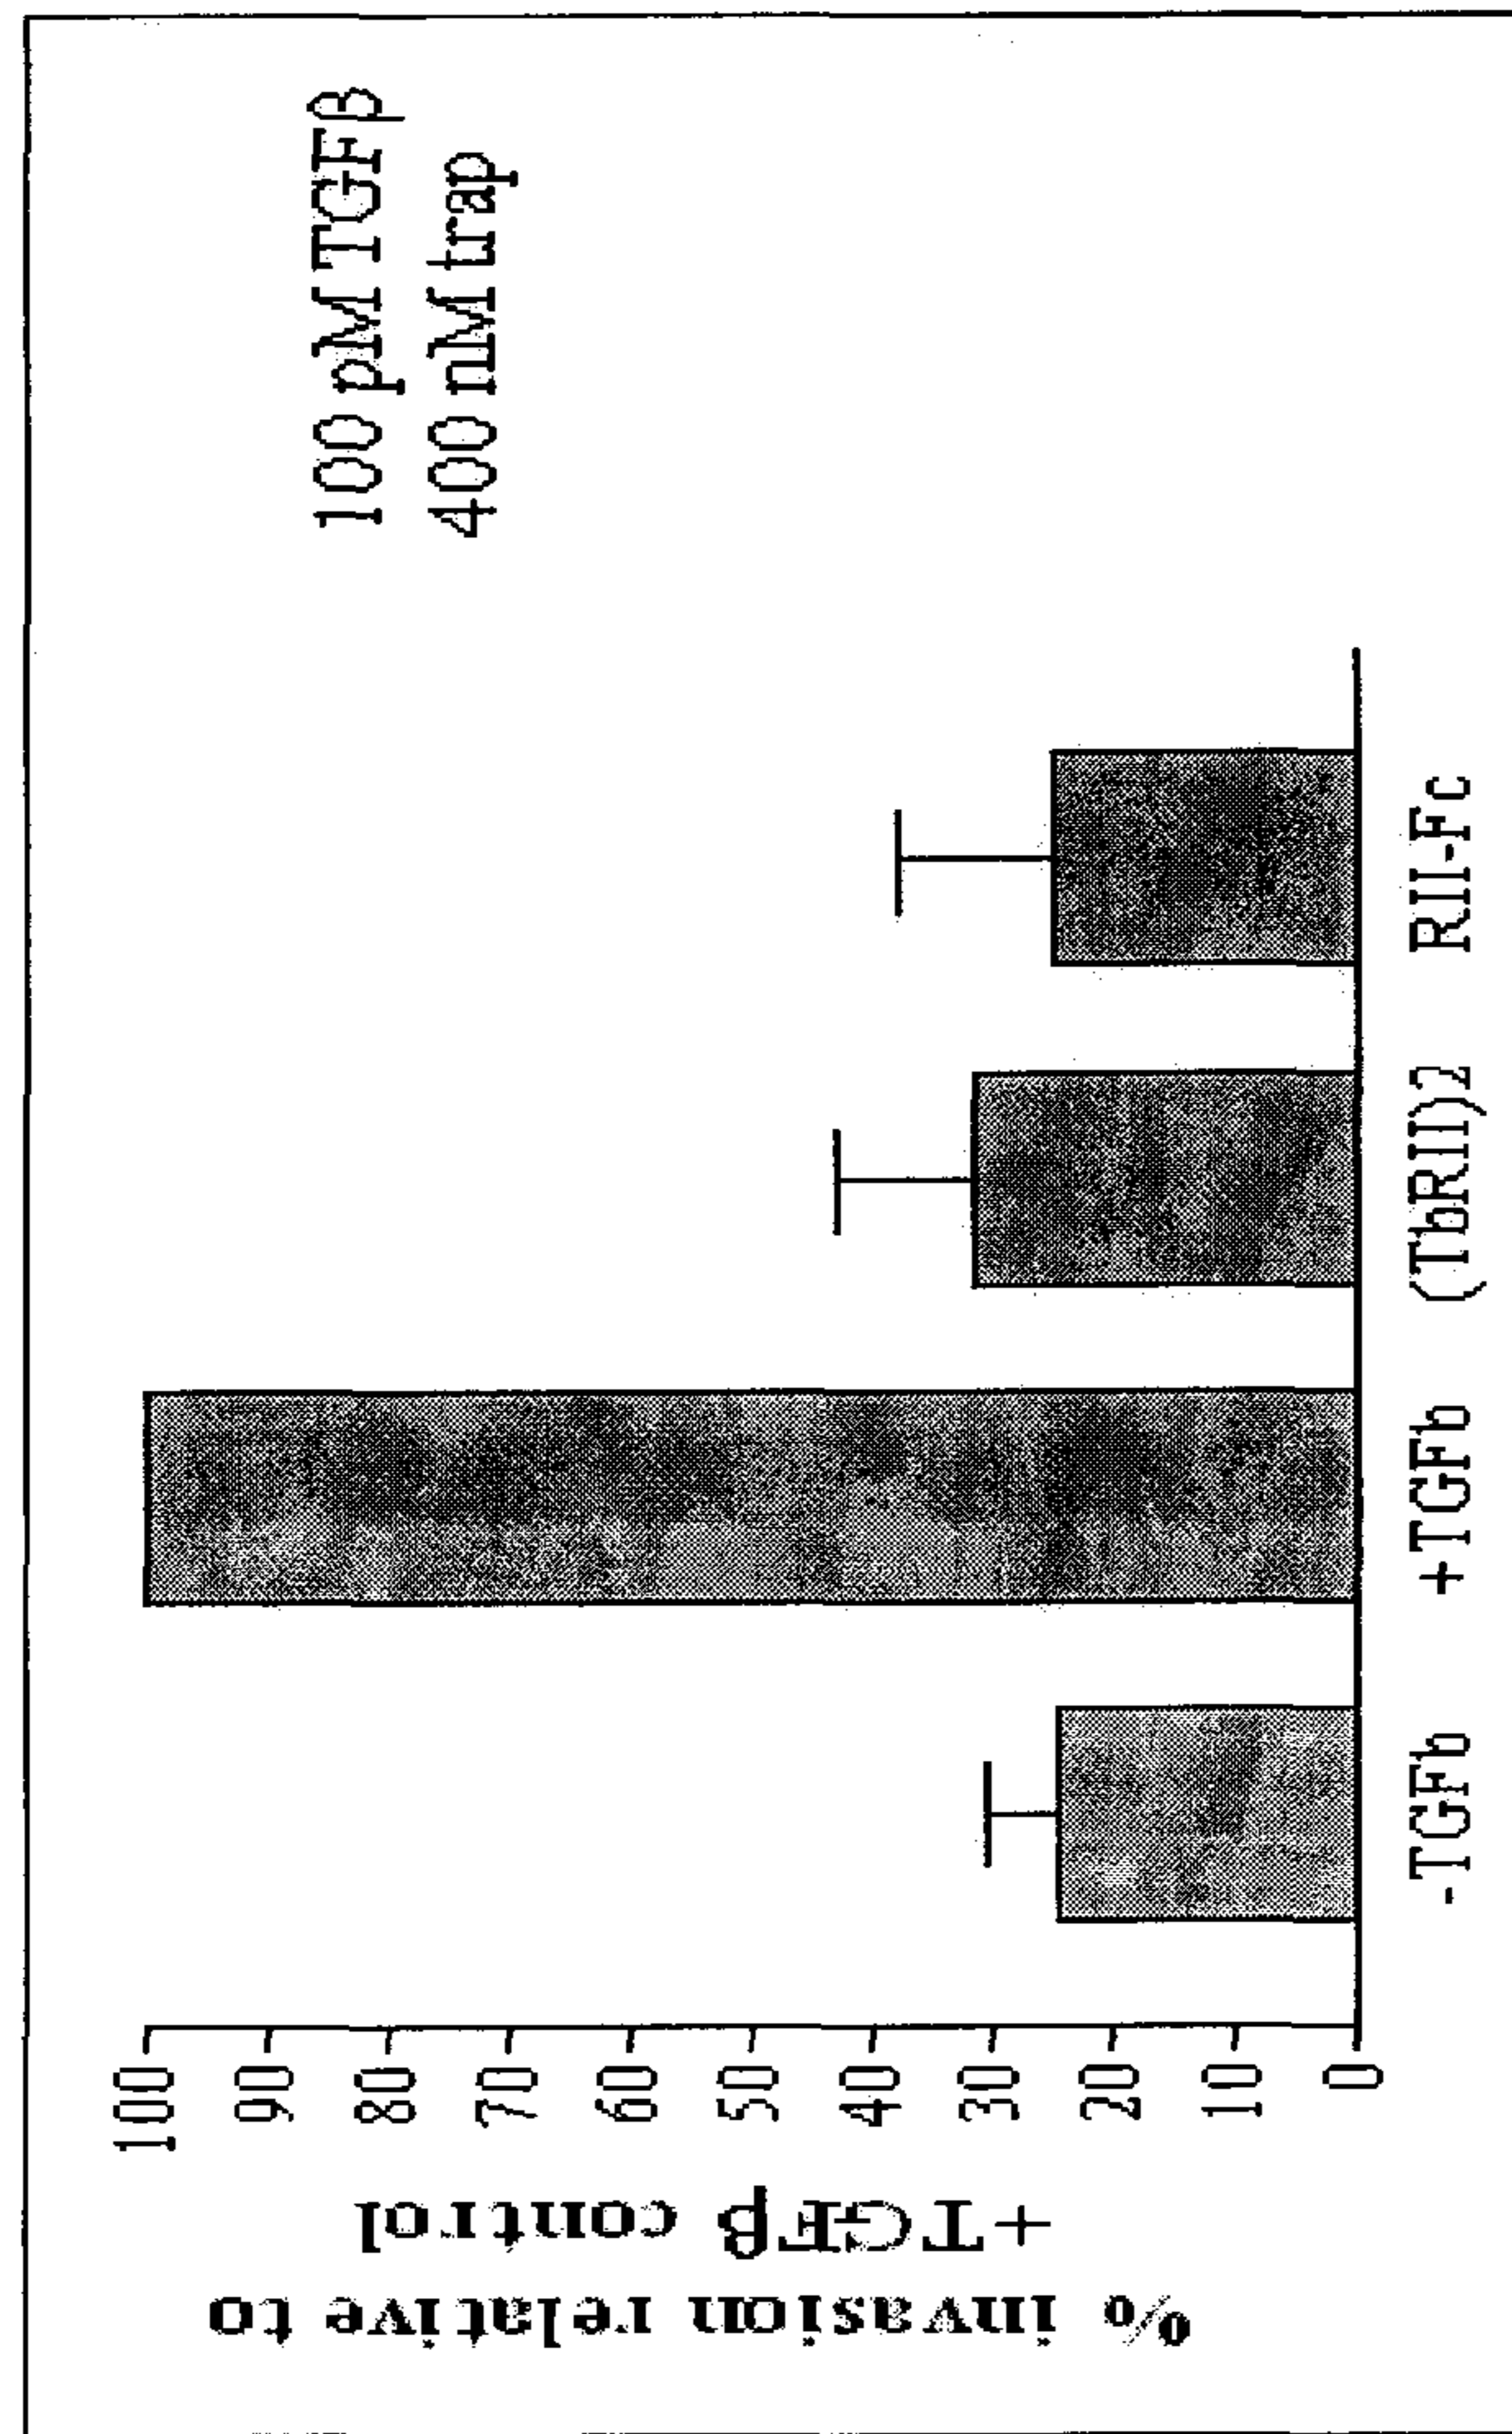 100 pM TGFβ
400 nM trap
% invasion relative to
+TGFβ control
100
90
80
70
60
50
40
30
20
10
0
-TGFb +TGFb (TbRII)2 RII-Fc